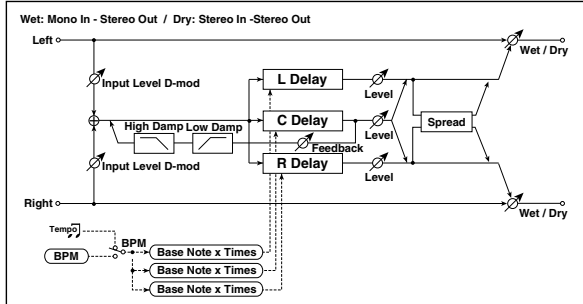 Wet: Mono In - Stereo Out / Dry: Stereo In -Stereo Out
Left
Wet / Dry
Input Level D-mod
L Delay
Level
High Damp
Low Damp
C Delay
Level
Spread
Feedback
Input Level D-mod
R Delay
Level
Right
Wet / Dry
Tempo
BPM
BPM
Base Note x Times
Base Note x Times
Base Note x Times